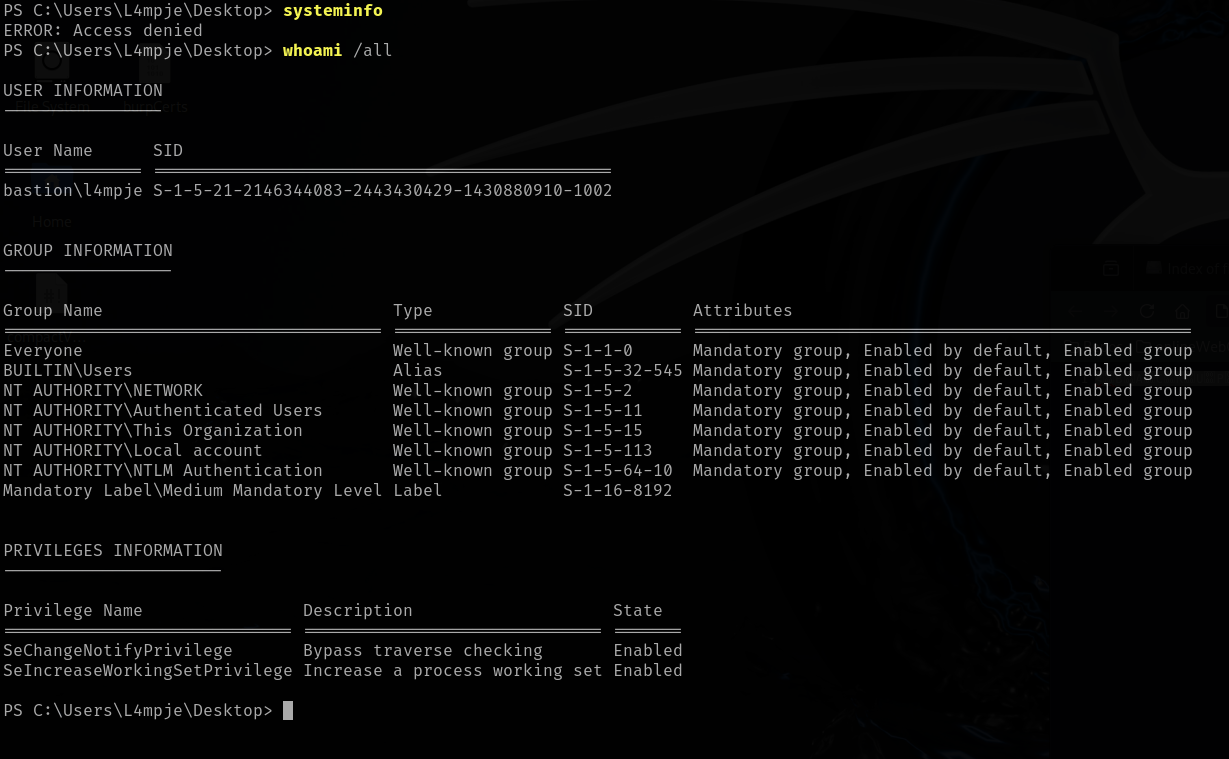 PS C:\Users\L4mpje\Desktop> systeminfo
ERROR: Access denied
PS C:\Users\L4mpje\Desktop> whoami /all
File System burpCerts
USER INFORMATION
User Name SID
bastion\l4mpje S-1-5-21-2146344083-2443430429-1430880910-1002
Home
GROUP INFORMATION
Index of
Group Name Type SID Attributes
Everyone Well-known group S-1-1-0 Mandatory group, Enabled by default, Enabled group
BUILTIN\Users Alias S-1-5-32-545 Mandatory group, Enabled by default, Enabled group
NT AUTHORITY\NETWORK Well-known group S-1-5-2 Mandatory group, Enabled by default, Enabled group
NT AUTHORITY\Authenticated Users Well-known group S-1-5-11 Mandatory group, Enabled by default, Enabled group
NT AUTHORITY\This Organization Well-known group S-1-5-15 Mandatory group, Enabled by default, Enabled group
NT AUTHORITY\Local account Well-known group S-1-5-113 Mandatory group, Enabled by default, Enabled group
NT AUTHORITY\NTLM Authentication Well-known group S-1-5-64-10 Mandatory group, Enabled by default, Enabled group
Mandatory Label\Medium Mandatory Level Label S-1-16-8192
PRIVILEGES INFORMATION
Privilege Name Description State
SeChangeNotifyPrivilege Bypass traverse checking Enabled
SeIncreaseWorkingSetPrivilege Increase a process working set Enabled
PS C:\Users\L4mpje\Desktop>